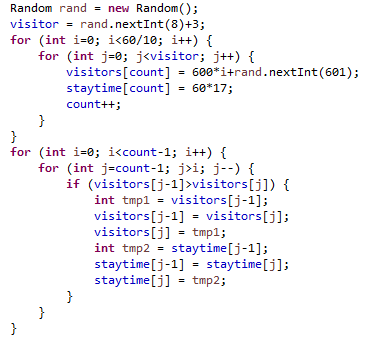 Random rand = new Random();
visitor = rand.nextInt(8)+3;
for (int i=0; i<60/10; i++) {
    for (int j=0; j<visitor; j++) {
        visitors[count] = 600*i+rand.nextInt(601);
        staytime[count] = 60*17;
        count++;
    }
}
for (int i=0; i<count-1; i++) {
    for (int j=count-1; j>i; j--) {
        if (visitors[j-1]>visitors[j]) {
            int tmp1 = visitors[j-1];
            visitors[j-1] = visitors[j];
            visitors[j] = tmp1;
            int tmp2 = staytime[j-1];
            staytime[j-1] = staytime[j];
            staytime[j] = tmp2;
        }
    }
}